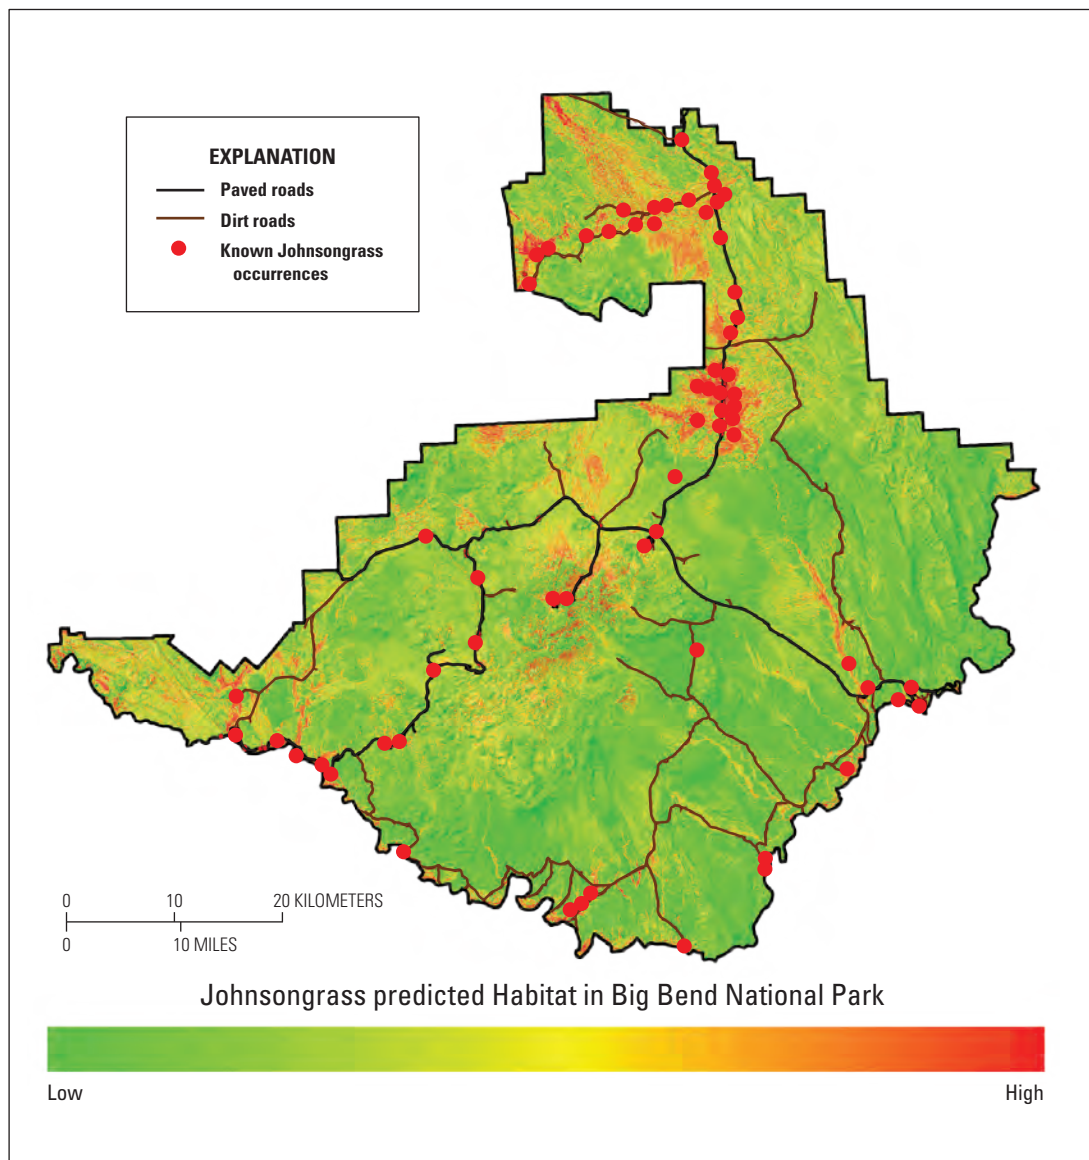 EXPLANATION
Paved roads
Dirt roads
Known Johnsongrass
occurrences
0 10 20 KILOMETERS
0 10 MILES
Johnsongrass predicted Habitat in Big Bend National Park
Low High